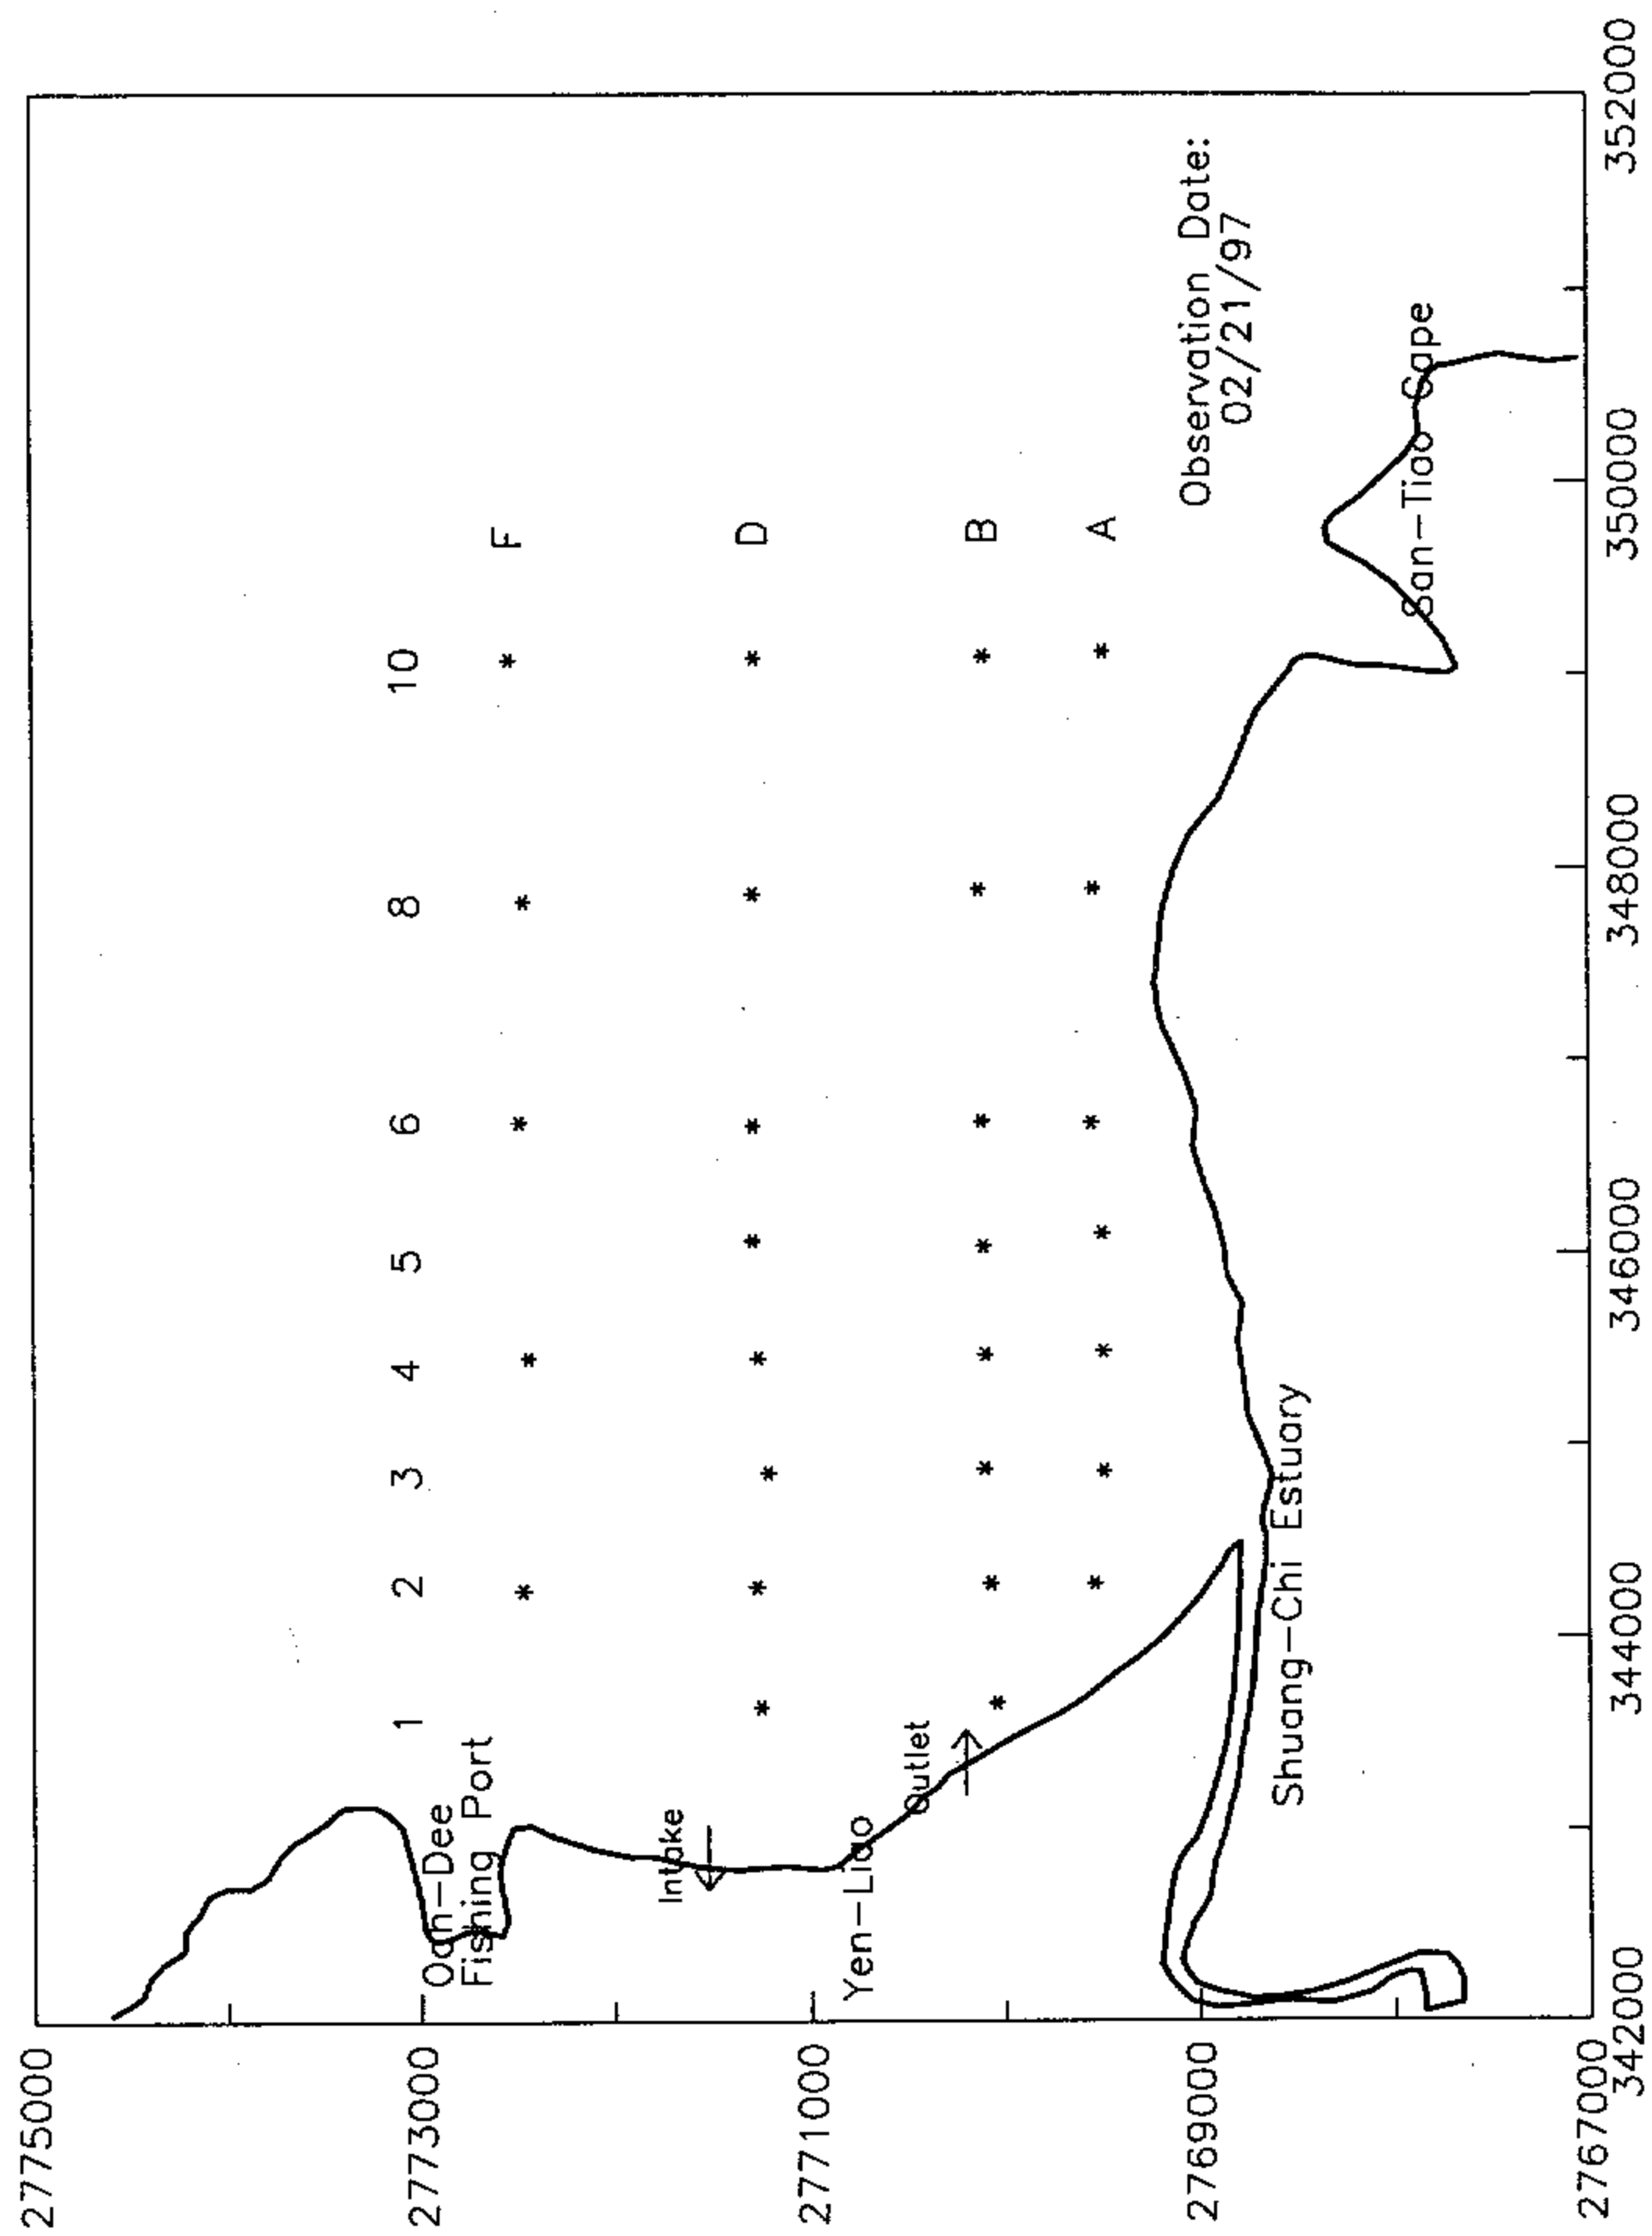 2775000
2773000
2771000
2769000
2767000
1
2
3
4
5
6
8
10
F
D
B
A
Oan-Dee
Fishing Port
Intake
Yen-Liao
Outlet
Shuang-Chi Estuary
San-Tiao Cape
Observation Date:
02/21/97
342000
344000
346000
348000
350000
352000